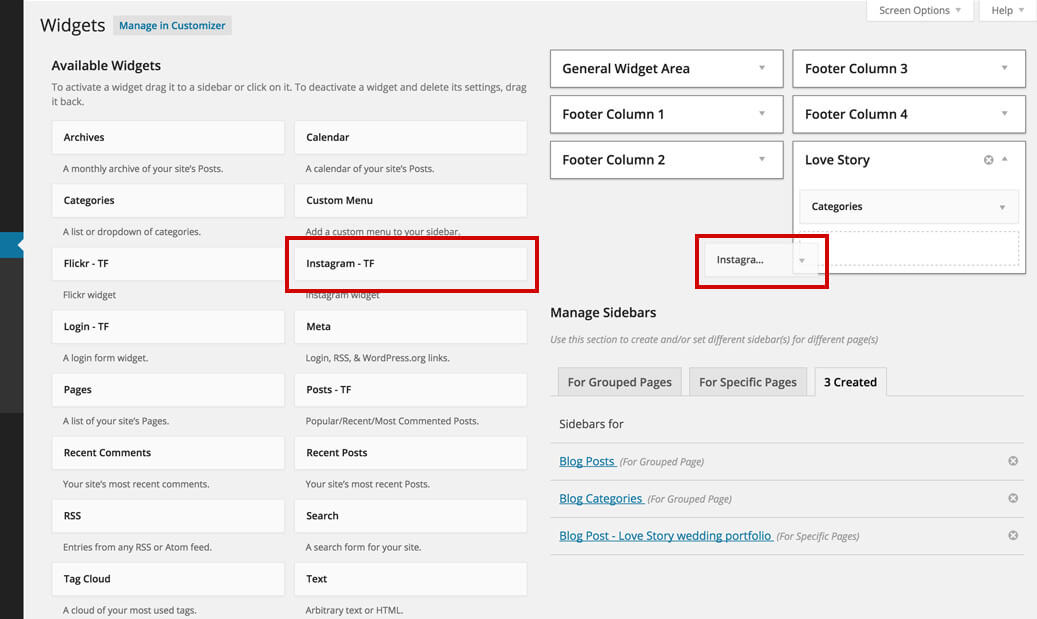 Screen Options
Help
Widgets
Manage in Customizer
Available Widgets
To activate a widget drag it to a sidebar or click on it. To deactivate a widget and delete its settings, drag
it back.
Archives
Calendar
A monthly archive of your site's Posts.
A calendar of your site's Posts.
Categories
Custom Menu
A list or dropdown of categories.
Add a custom menu to your sidebar.
Flickr - TF
Instagram - TF
Flickr widget
Instagram widget
Login - TF
Meta
A login form widget.
Login, RSS, & WordPress.org links.
Pages
Posts - TF
A list of your site's Pages.
Popular/Recent/Most Commented Posts.
Recent Comments
Recent Posts
Your site's most recent comments.
Your site's most recent Posts.
RSS
Search
Entries from any RSS or Atom feed.
A search form for your site.
Tag Cloud
Text
A cloud of your most used tags.
Arbitrary text or HTML.
General Widget Area
Footer Column 3
Footer Column 1
Footer Column 4
Footer Column 2
Love Story
Categories
Instagra...
Manage Sidebars
Use this section to create and/or set different sidebar(s) for different page(s)
For Grouped Pages
For Specific Pages
3 Created
Sidebars for
Blog Posts (For Grouped Page)
Blog Categories (For Grouped Page)
Blog Post - Love Story wedding portfolio (For Specific Pages)